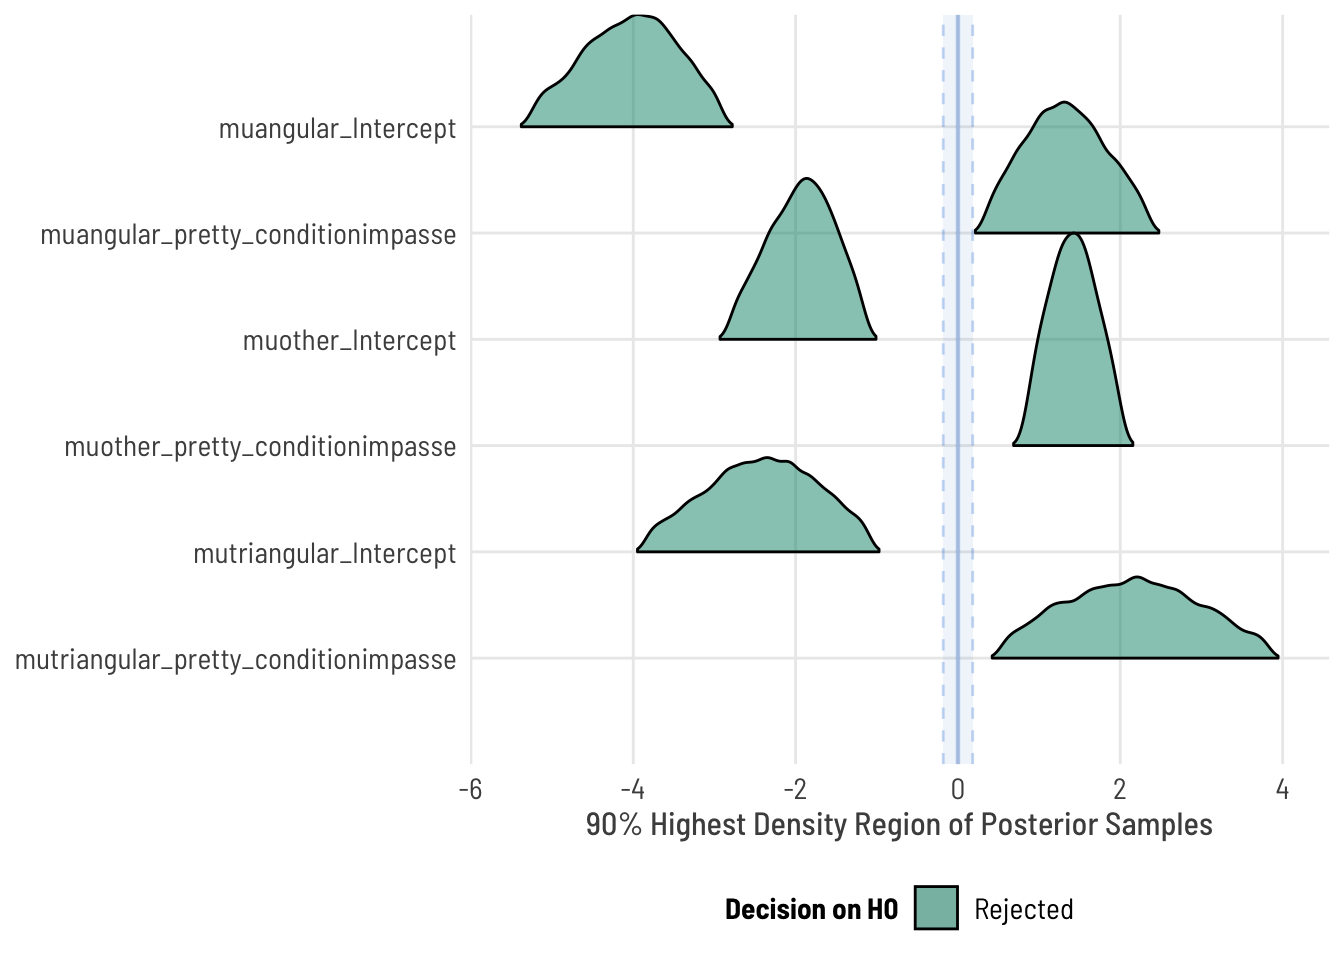 muangular_Intercept
muangular_pretty_conditionimpasse
muother_Intercept
muother_pretty_conditionimpasse
mutriangular_Intercept
mutriangular_pretty_conditionimpasse
-6 -4 -2 0 2 4
90% Highest Density Region of Posterior Samples
Decision on H0 Rejected